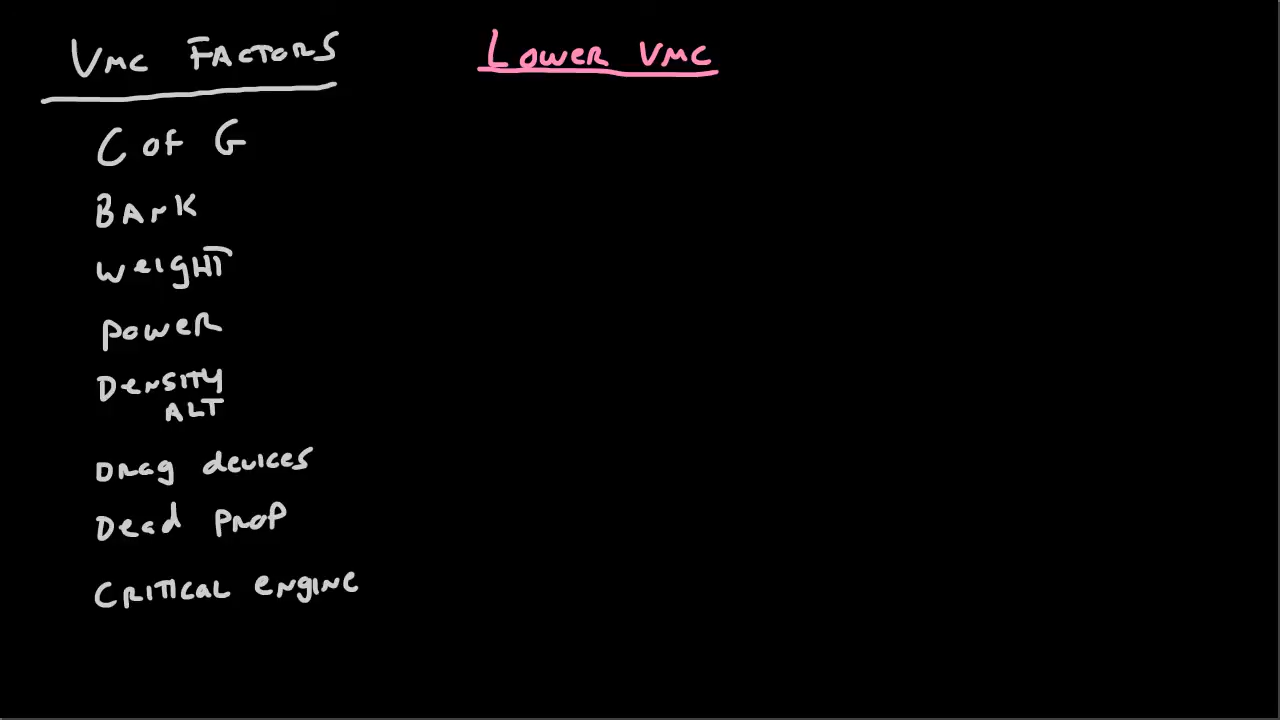 VMC FACTORS
LOWER VMC
C of G
BANK
WeigHT
POWER
DenSITY
ALT
Drag devices
Dead PROP
CRITICAL engine